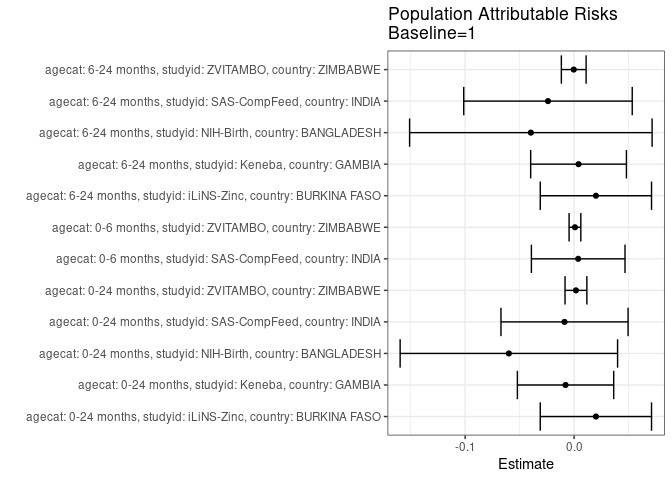 Population Attributable Risks
Baseline=1
agecat: 6-24 months, studyid: ZVITAMBO, country: ZIMBABWE
agecat: 6-24 months, studyid: SAS-CompFeed, country: INDIA
agecat: 6-24 months, studyid: NIH-Birth, country: BANGLADESH
agecat: 6-24 months, studyid: Keneba, country: GAMBIA
agecat: 6-24 months, studyid: iLiNS-Zinc, country: BURKINA FASO
agecat: 0-6 months, studyid: ZVITAMBO, country: ZIMBABWE
agecat: 0-6 months, studyid: SAS-CompFeed, country: INDIA
agecat: 0-24 months, studyid: ZVITAMBO, country: ZIMBABWE
agecat: 0-24 months, studyid: SAS-CompFeed, country: INDIA
agecat: 0-24 months, studyid: NIH-Birth, country: BANGLADESH
agecat: 0-24 months, studyid: Keneba, country: GAMBIA
agecat: 0-24 months, studyid: iLiNS-Zinc, country: BURKINA FASO
-0.1 0.0
Estimate